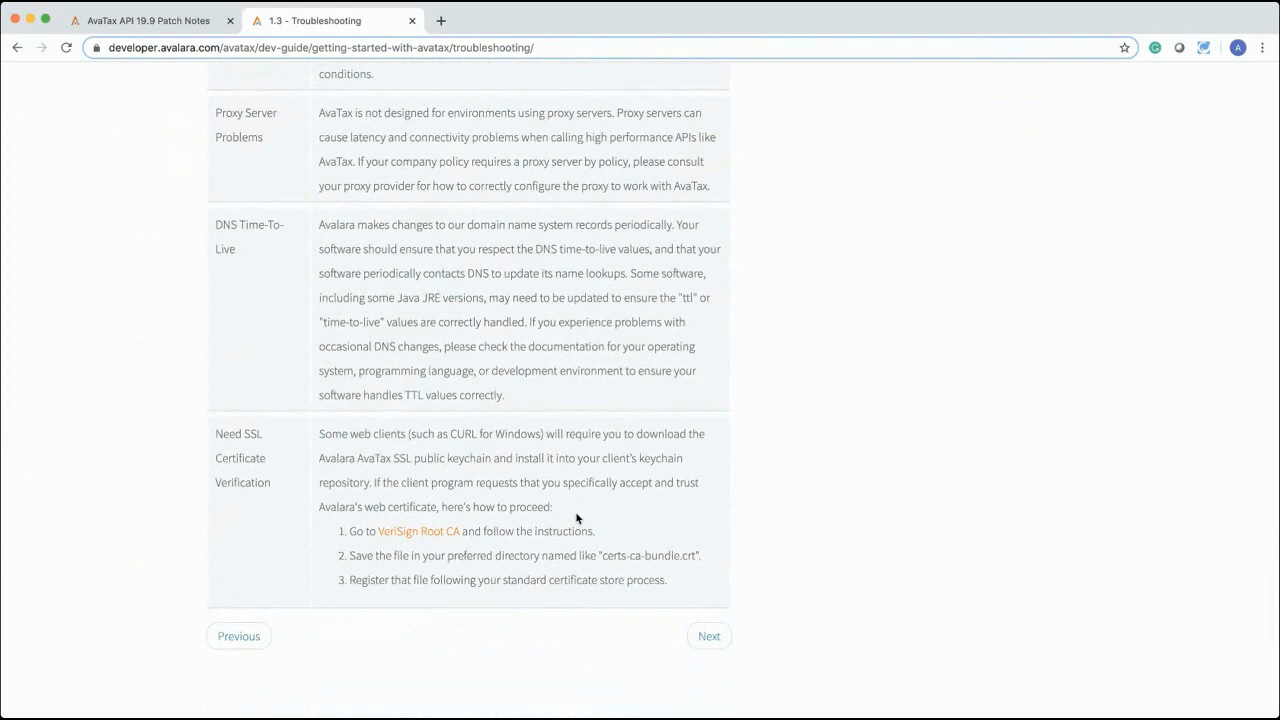 AvaTax API 19.9 Patch Notes
1.3 - Troubleshooting
developer.avalara.com/avatax/dev-guide/getting-started-with-avatax/troubleshooting/
A
conditions.
Proxy Server
Problems
AvaTax is not designed for environments using proxy servers. Proxy servers can
cause latency and connectivity problems when calling high performance APIs like
AvaTax. If your company policy requires a proxy server by policy, please consult
your proxy provider for how to correctly configure the proxy to work with AvaTax.
DNS Time-To-
Live
Avalara makes changes to our domain name system records periodically. Your
software should ensure that you respect the DNS time-to-live values, and that your
software periodically contacts DNS to update its name lookups. Some software,
including some Java JRE versions, may need to be updated to ensure the "ttl" or
"time-to-live" values are correctly handled. If you experience problems with
occasional DNS changes, please check the documentation for your operating
system, programming language, or development environment to ensure your
software handles TTL values correctly.
Need SSL
Certificate
Verification
Some web clients (such as CURL for Windows) will require you to download the
Avalara AvaTax SSL public keychain and install it into your client's keychain
repository. If the client program requests that you specifically accept and trust
Avalara's web certificate, here's how to proceed:
1. Go to VeriSign Root CA and follow the instructions.
2. Save the file in your preferred directory named like "certs-ca-bundle.crt".
3. Register that file following your standard certificate store process.
Previous
Next